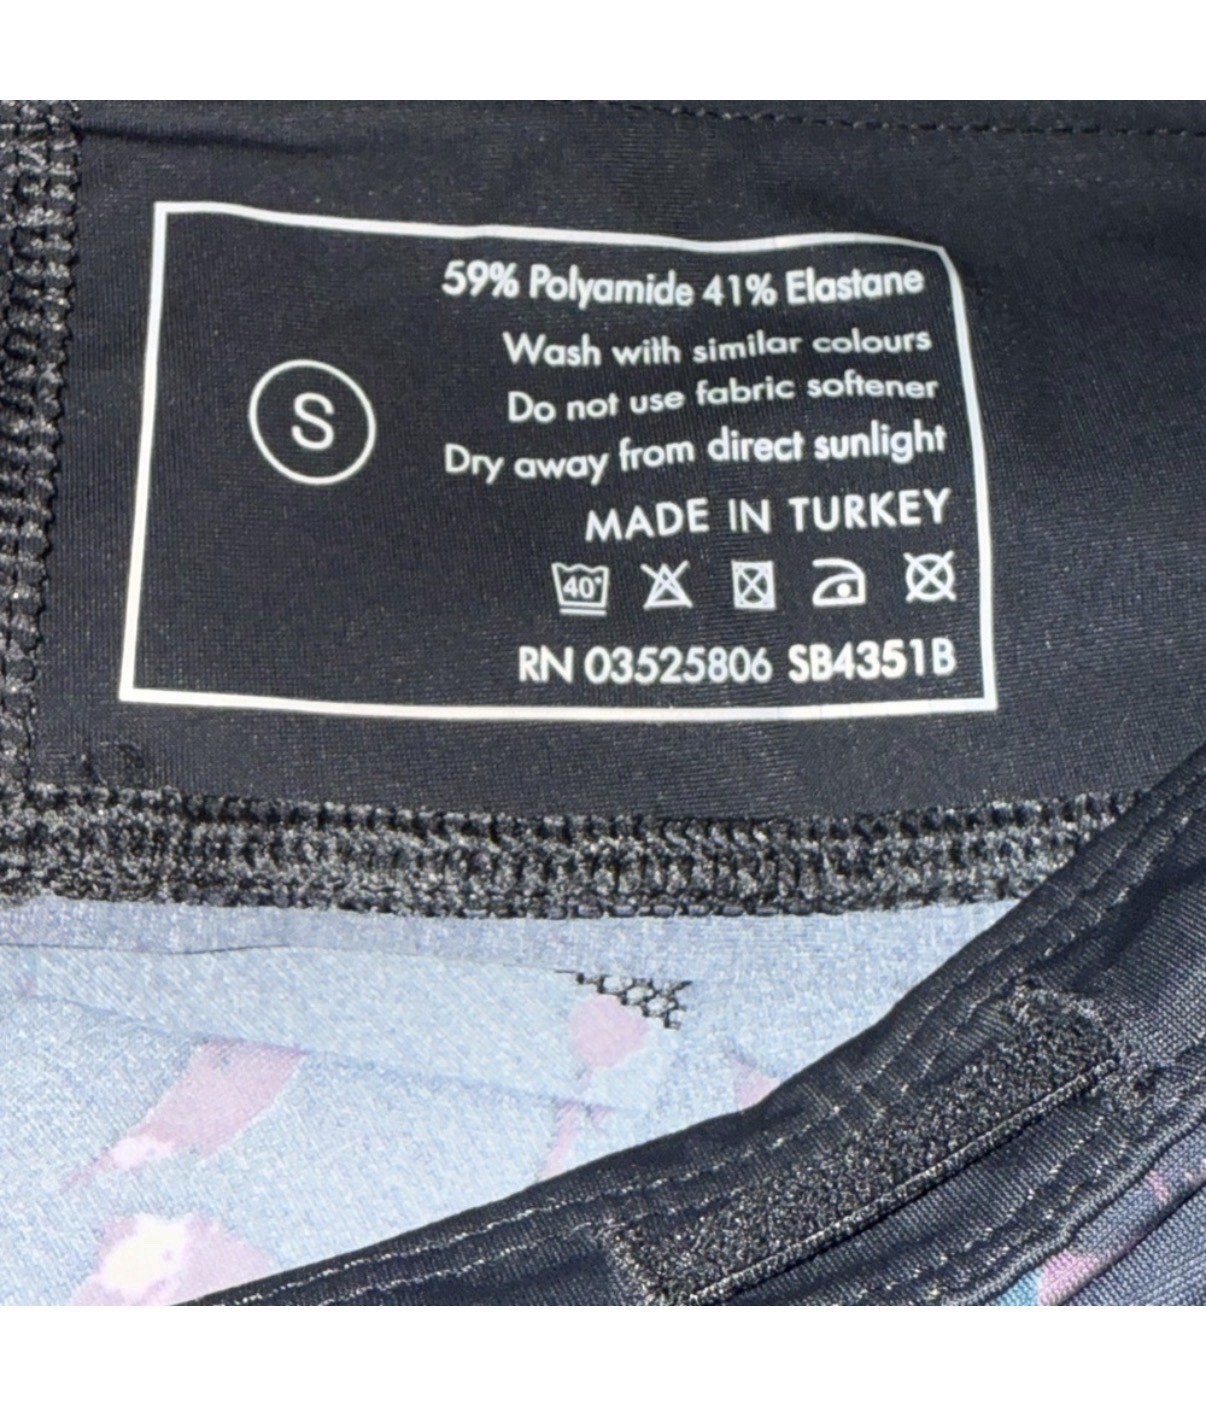 S
59% Polyamide 41% Elastane
Wash with similar colours
Do not use fabric softener
Dry away from direct sunlight
MADE IN TURKEY
40°
RN 03525806 SB4351B